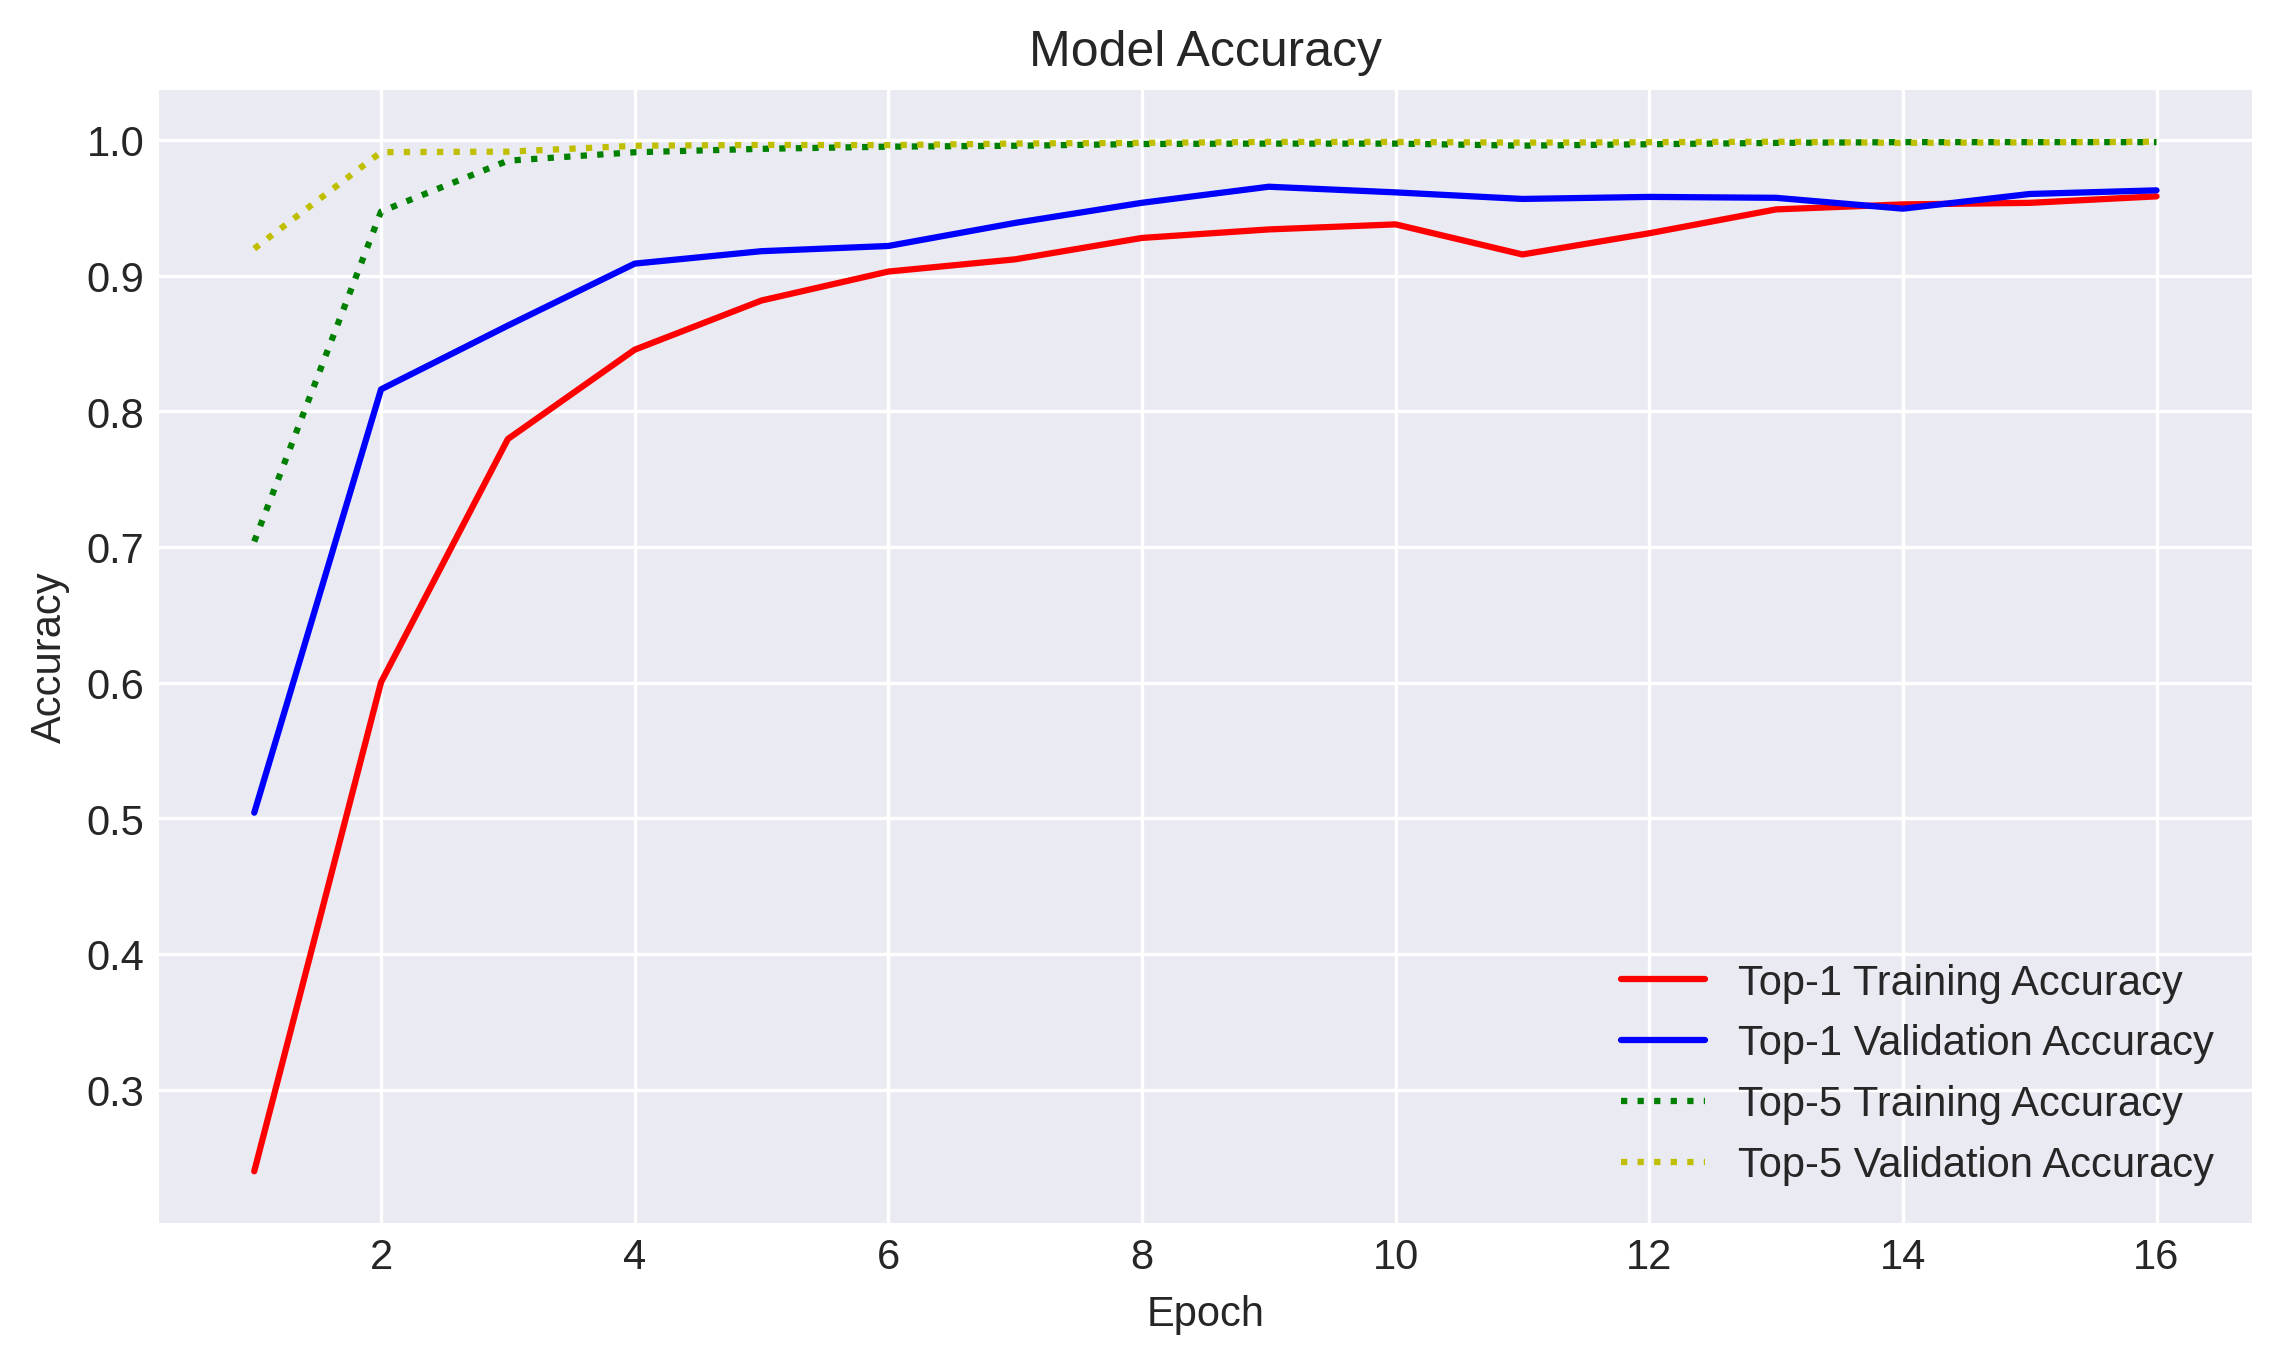 Model Accuracy
1.0
0.9
0.8
0.7
0.6
0.5
0.4
0.3
Accuracy
Top-1 Training Accuracy
Top-1 Validation Accuracy
Top-5 Training Accuracy
Top-5 Validation Accuracy
2 4 6 8 10 12 14 16
Epoch